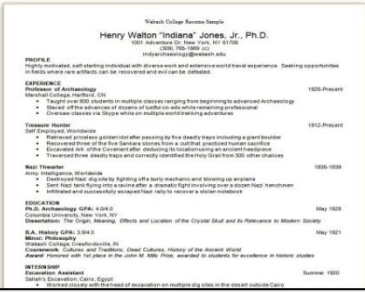 Wabash College Resume Sample
Henry Walton "Indiana" Jones, Jr., Ph.D.
1001 Adventure Dr. New York, NY 61706
(309) 765-1969 (c)
indyarchaeology@wabash.edu
PROFILE
Highly motivated, self-starting individual with diverse work and extensive world travel experience. Seeking opportunities
in fields where rare artifacts can be recovered and evil can be defeated.
EXPERIENCE
Professor of Archaeology 1926-Present
Marshall College, Hartford, CN
• Taught over 800 students in multiple classes ranging from beginning to advanced Archaeology
• Staved off the advances of dozens of lustful co-eds while remaining professional
• Oversaw classes via Skype while on multiple world trekking adventures
Treasure Hunter 1912-Present
Self Employed, Worldwide
• Retrieved priceless golden idol after passing by five deadly traps including a giant boulder
• Recovered three of the five Sankara stones from a cult that practiced human sacrifice
• Excavated Ark of the Covenant after deducing its location using an ancient headpiece
• Traversed three deadly traps and correctly identified the Holy Grail from 300 other chalices
Nazi Thwarter 1936-1939
Army Intelligence, Worldwide
• Destroyed Nazi dig site by fighting off a burly mechanic and blowing up airplane
• Sent Nazi tank flying into a ravine after a dramatic fight involving over a dozen Nazi henchmen
• Infiltrated and successfully escaped Nazi rally to recover a stolen notebook
EDUCATION
Ph.D. Archaeology GPA: 4.0/4.0 May 1926
Columbia University, New York, NY
Dissertation: The Origin, Meaning, Effects and Location of the Crystal Skull and its Relevance to Modern Society
B.A. History GPA: 3.9/4.0 May 1921
Minor: Philosophy
Wabash College, Crawfordsville, IN
Coursework: Cultures and Traditions, Dead Cultures, History of the Ancient World
Award: Honored with 1st place in the John M. Mills Prize, awarded to students for excellence in historic studies
INTERNSHIP
Excavation Assistant Summer 1920
Sallah's Excavation, Cairo, Egypt
• Worked closely with the head of excavation on multiple dig sites in the desert outside of Cairo